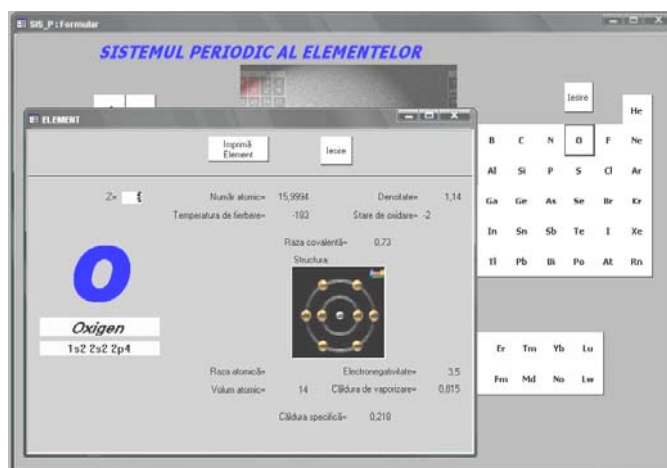 SIS_P : Formular
SISTEMUL PERIODIC AL ELEMENTELOR
Iesire
He
B C N O F Ne
Al Si P S Cl Ar
Ga Ge As Se Br Kr
In Sn Sb Te I Xe
Tl Pb Bi Po At Rn
Er Tm Yb Lu
Fm Md No Lw
ELEMENT
Imprimă
Element
Iesire
Z=
Număr atomic= 15,9994 Densitate= 1,14
Temperatura de fierbere= -183 Stare de oxidare= -2
Raza covalentă= 0,73
Structura:
O
Oxigen
1s2 2s2 2p4
Raza atomică= Electronegativitate= 3,5
Volum atomic= 14 Căldura de vaporizare= 0,815
Căldura specifică= 0,218